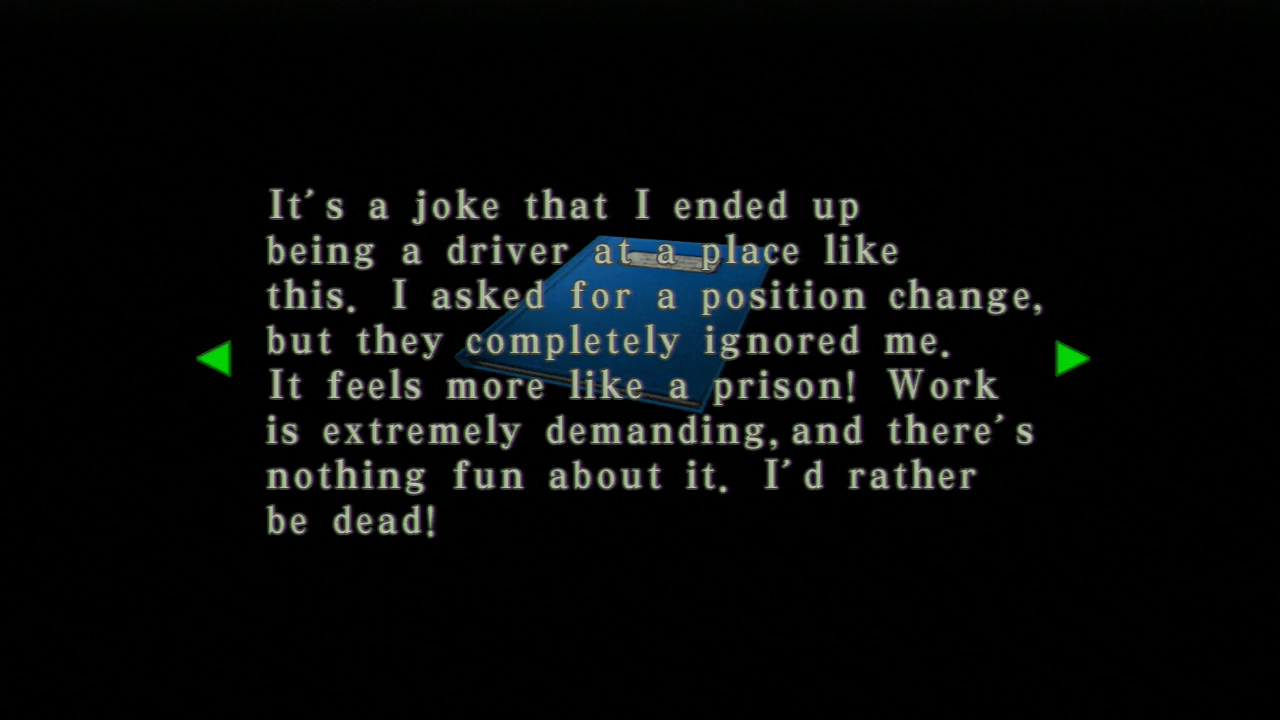 It's a joke that I ended up
being a driver at a place like
this. I asked for a position change,
but they completely ignored me.
It feels more like a prison! Work
is extremely demanding, and there's
nothing fun about it. I'd rather
be dead!